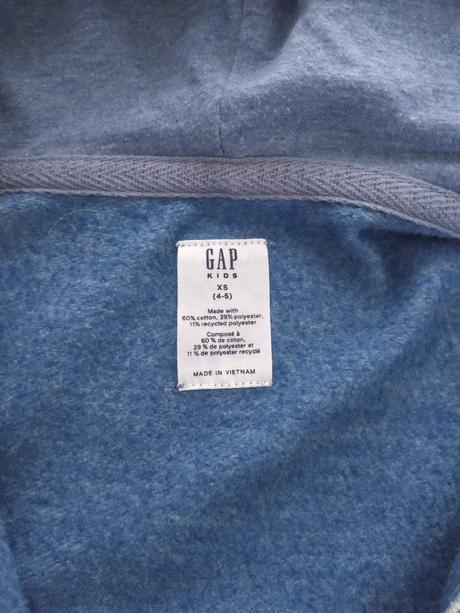 GAP
KIDS
XS
(4-5)
Made with
60% cotton, 29% polyester,
11% recycled polyester
Composé à
60 % de coton,
29 % de polyester et
11 % de polyester recyclé
MADE IN VIETNAM